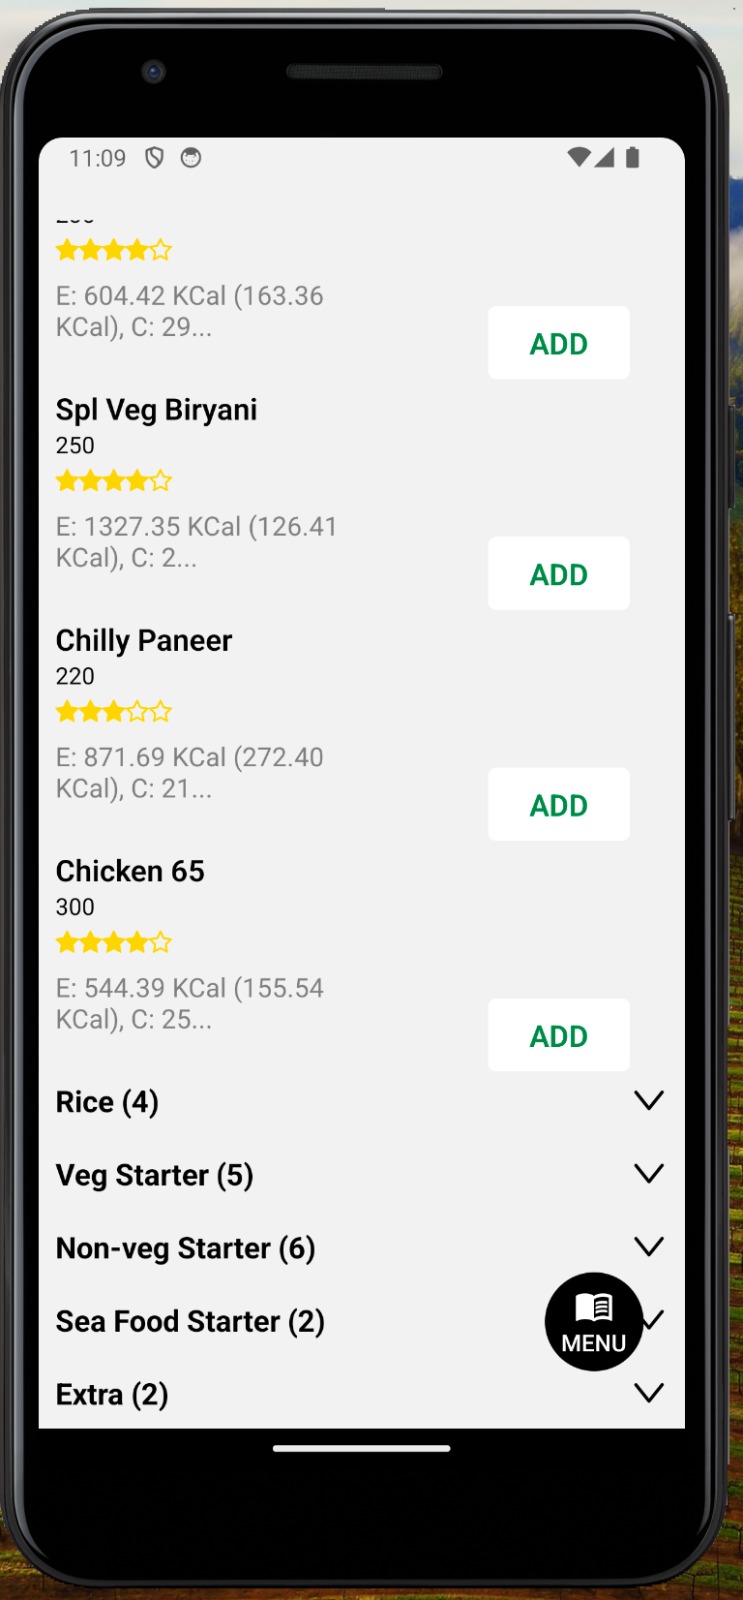 11:09
E: 604.42 KCal (163.36
KCal), C: 29...
ADD
Spl Veg Biryani
250
E: 1327.35 KCal (126.41
KCal), C: 2...
ADD
Chilly Paneer
220
E: 871.69 KCal (272.40
KCal), C: 21...
ADD
Chicken 65
300
E: 544.39 KCal (155.54
KCal), C: 25...
ADD
Rice (4)
Veg Starter (5)
Non-veg Starter (6)
Sea Food Starter (2)
MENU
Extra (2)